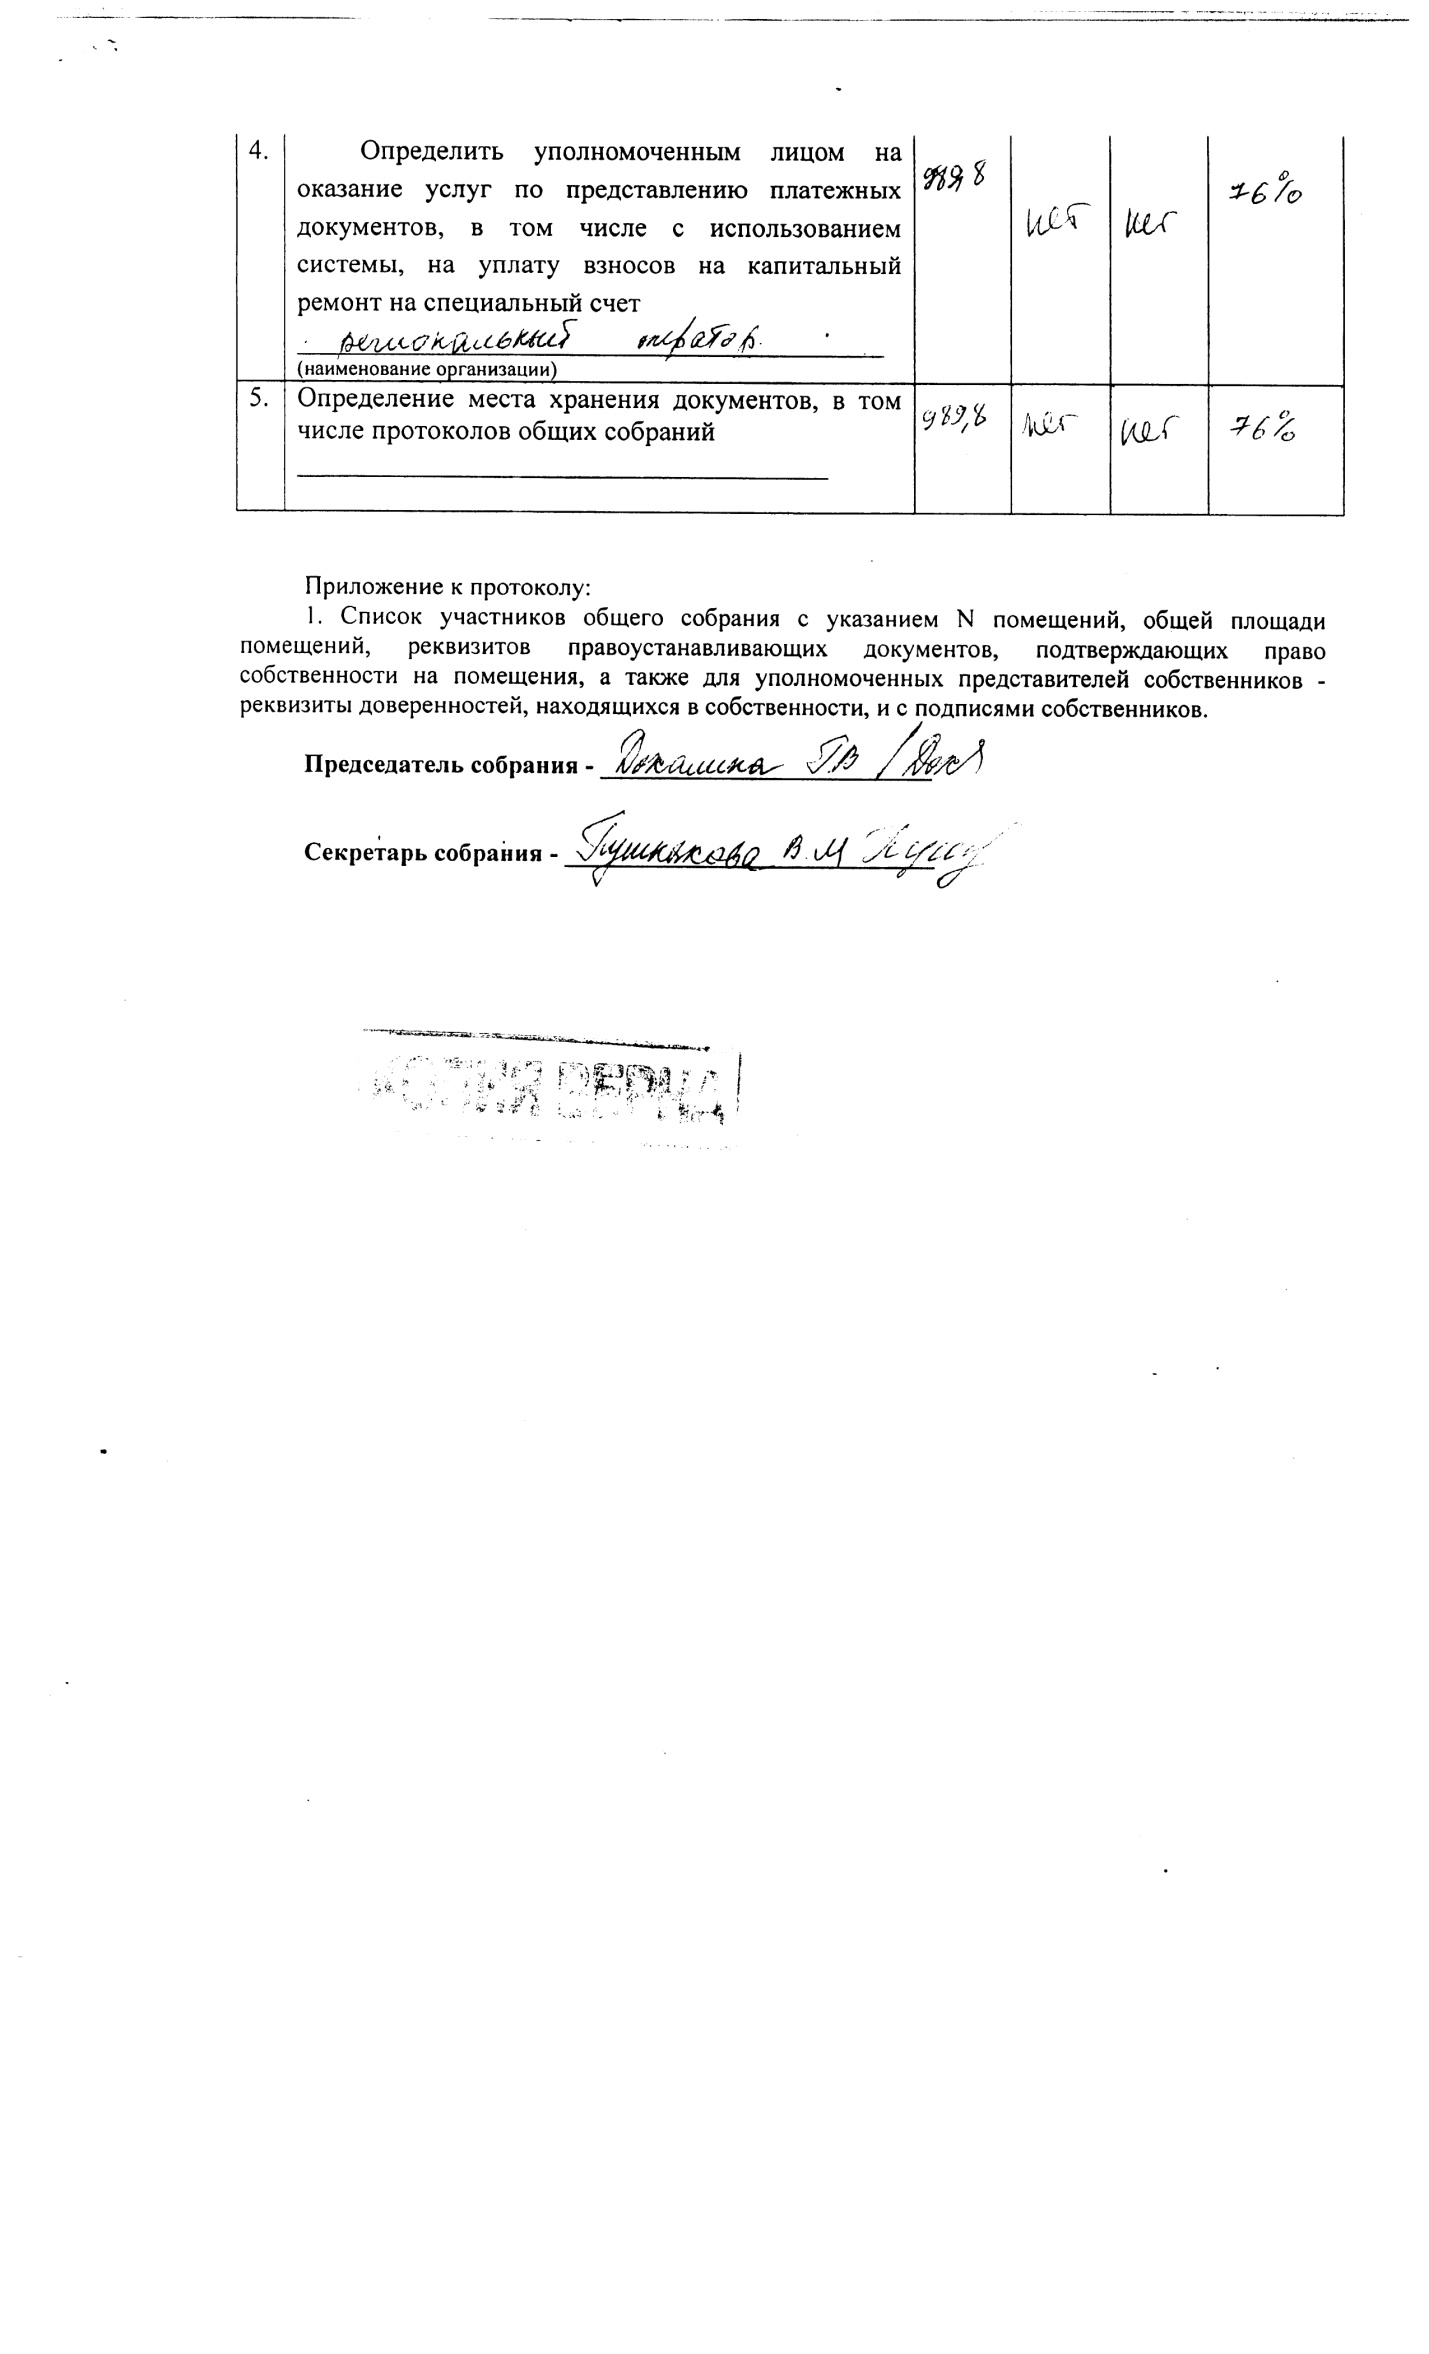 4. Определить уполномоченным лицом на
оказание услуг по представлению платежных
документов, в том числе с использованием
системы, на уплату взносов на капитальный
ремонт на специальный счет
региональный оператор.
(наименование организации)
989,8 нет нет 76%
5. Определение места хранения документов, в том
числе протоколов общих собраний
989,8 нет нет 76%
Приложение к протоколу:
1. Список участников общего собрания с указанием N помещений, общей площади
помещений, реквизитов правоустанавливающих документов, подтверждающих право
собственности на помещения, а также для уполномоченных представителей собственников -
реквизиты доверенностей, находящихся в собственности, и с подписями собственников.
Председатель собрания - Докалина Г.В /
Секретарь собрания - В.М
КОПИЯ ВЕРНА